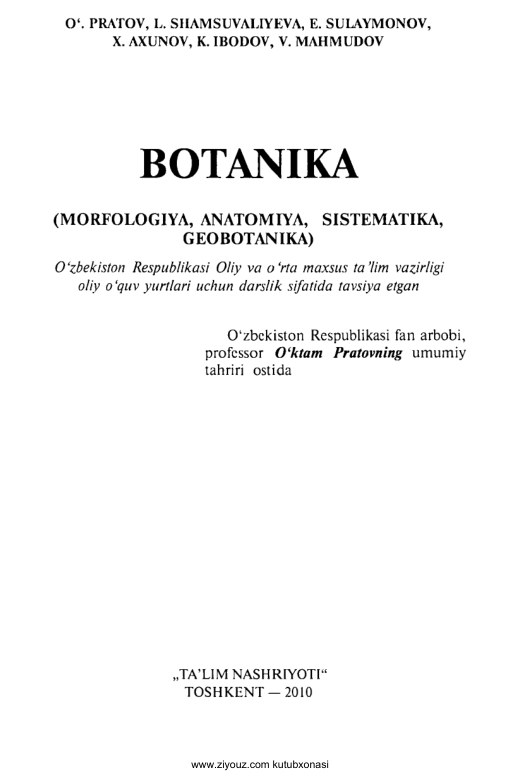 O‘. PRATOV, L. SHAMSUVALIYEVA, E. SULAYMONOV,
X. AXUNOV, K. IBODOV, V. MAHMUDOV
BOTANIKA
(MORFOLOGIYA, ANATOMIYA, SISTEMATIKA,
GEOBOTANIKA)
O‘zbekiston Respublikasi Oliy va o‘rta maxsus ta’lim vazirligi
oliy o‘quv yurtlari uchun darslik sifatida tavsiya etgan
O‘zbekiston Respublikasi fan arbobi,
professor O‘ktam Pratovning umumiy
tahriri ostida
„TA’LIM NASHRIYOTI“
TOSHKENT — 2010
www.ziyouz.com kutubxonasi